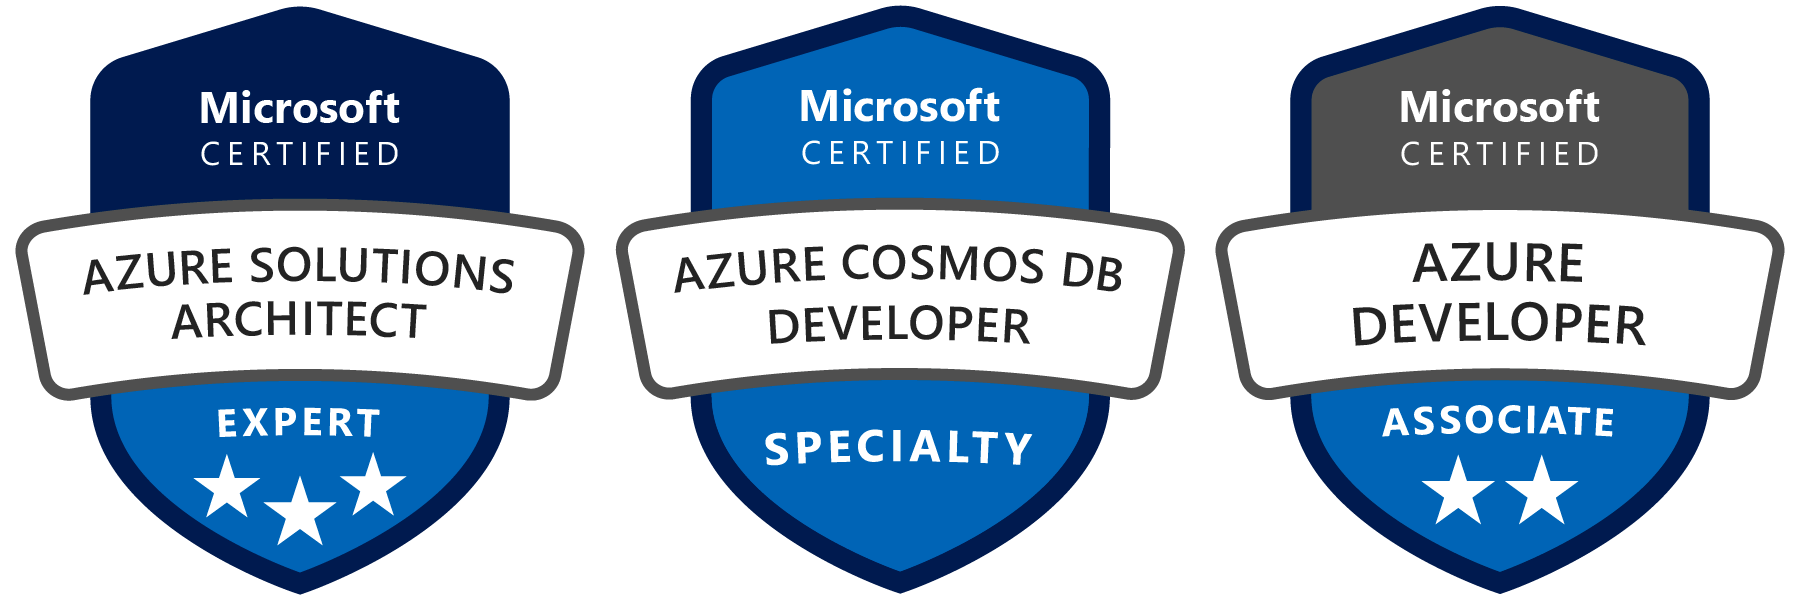 Microsoft
CERTIFIED
AZURE SOLUTIONS
ARCHITECT
EXPERT
Microsoft
CERTIFIED
AZURE COSMOS DB
DEVELOPER
SPECIALTY
Microsoft
CERTIFIED
AZURE
DEVELOPER
ASSOCIATE